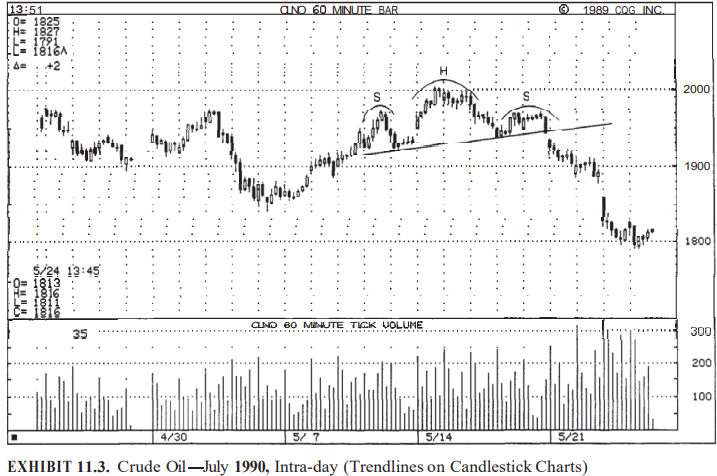 13:51 CLNO 60 MINUTE BAR © 1989 CQG INC.
O= 1825
H= 1827
L= 1791
L= 1816A
Δ= +2
H
S
S
2000
1900
1800
5/24 13:45
O= 1813
H= 1816
L= 1811
C= 1816
CLNO 60 MINUTE TICK VOLUME
35
300
200
100
4/30 5/ 7 5/14 5/21
EXHIBIT 11.3. Crude Oil—July 1990, Intra-day (Trendlines on Candlestick Charts)